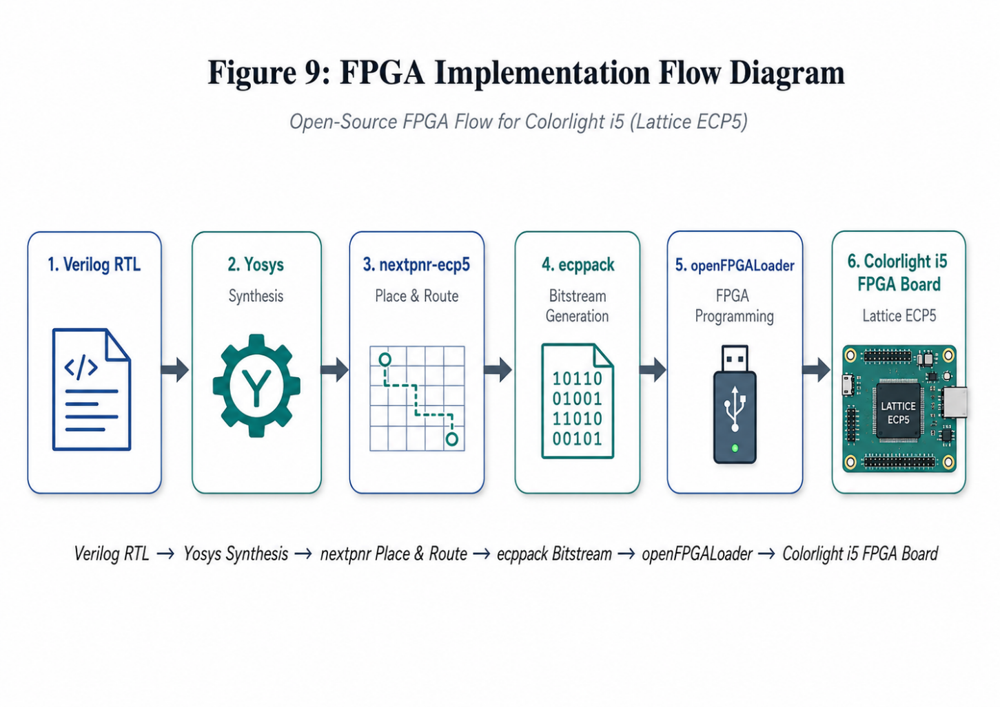 Figure 9: FPGA Implementation Flow Diagram
Open-Source FPGA Flow for Colorlight i5 (Lattice ECP5)
1. Verilog RTL
</>
2. Yosys
Synthesis
Y
3. nextpnr-ecp5
Place & Route
4. ecppack
Bitstream
Generation
10110
01001
11010
00101
5. openFPGALoader
FPGA
Programming
6. Colorlight i5
FPGA Board
Lattice ECP5
LATTICE
ECP5
Verilog RTL → Yosys Synthesis → nextpnr Place & Route → ecppack Bitstream → openFPGALoader → Colorlight i5 FPGA Board